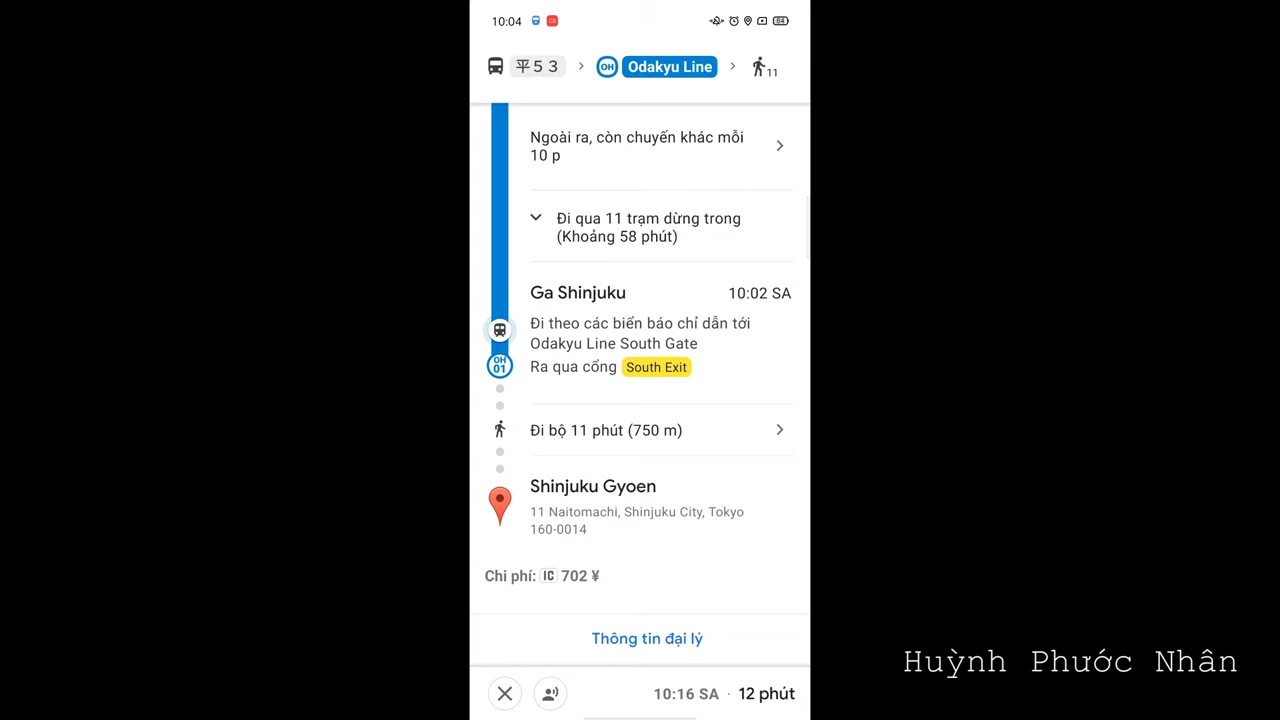 10:04
84
平５３
OH
Odakyu Line
11
Ngoài ra, còn chuyến khác mỗi
10 p
Đi qua 11 trạm dừng trong
(Khoảng 58 phút)
Ga Shinjuku
10:02 SA
Đi theo các biển báo chỉ dẫn tới
Odakyu Line South Gate
OH
01
Ra qua cổng South Exit
Đi bộ 11 phút (750 m)
Shinjuku Gyoen
11 Naitomachi, Shinjuku City, Tokyo
160-0014
Chi phí: IC 702 ¥
Thông tin đại lý
Huỳnh Phước Nhân
10:16 SA · 12 phút